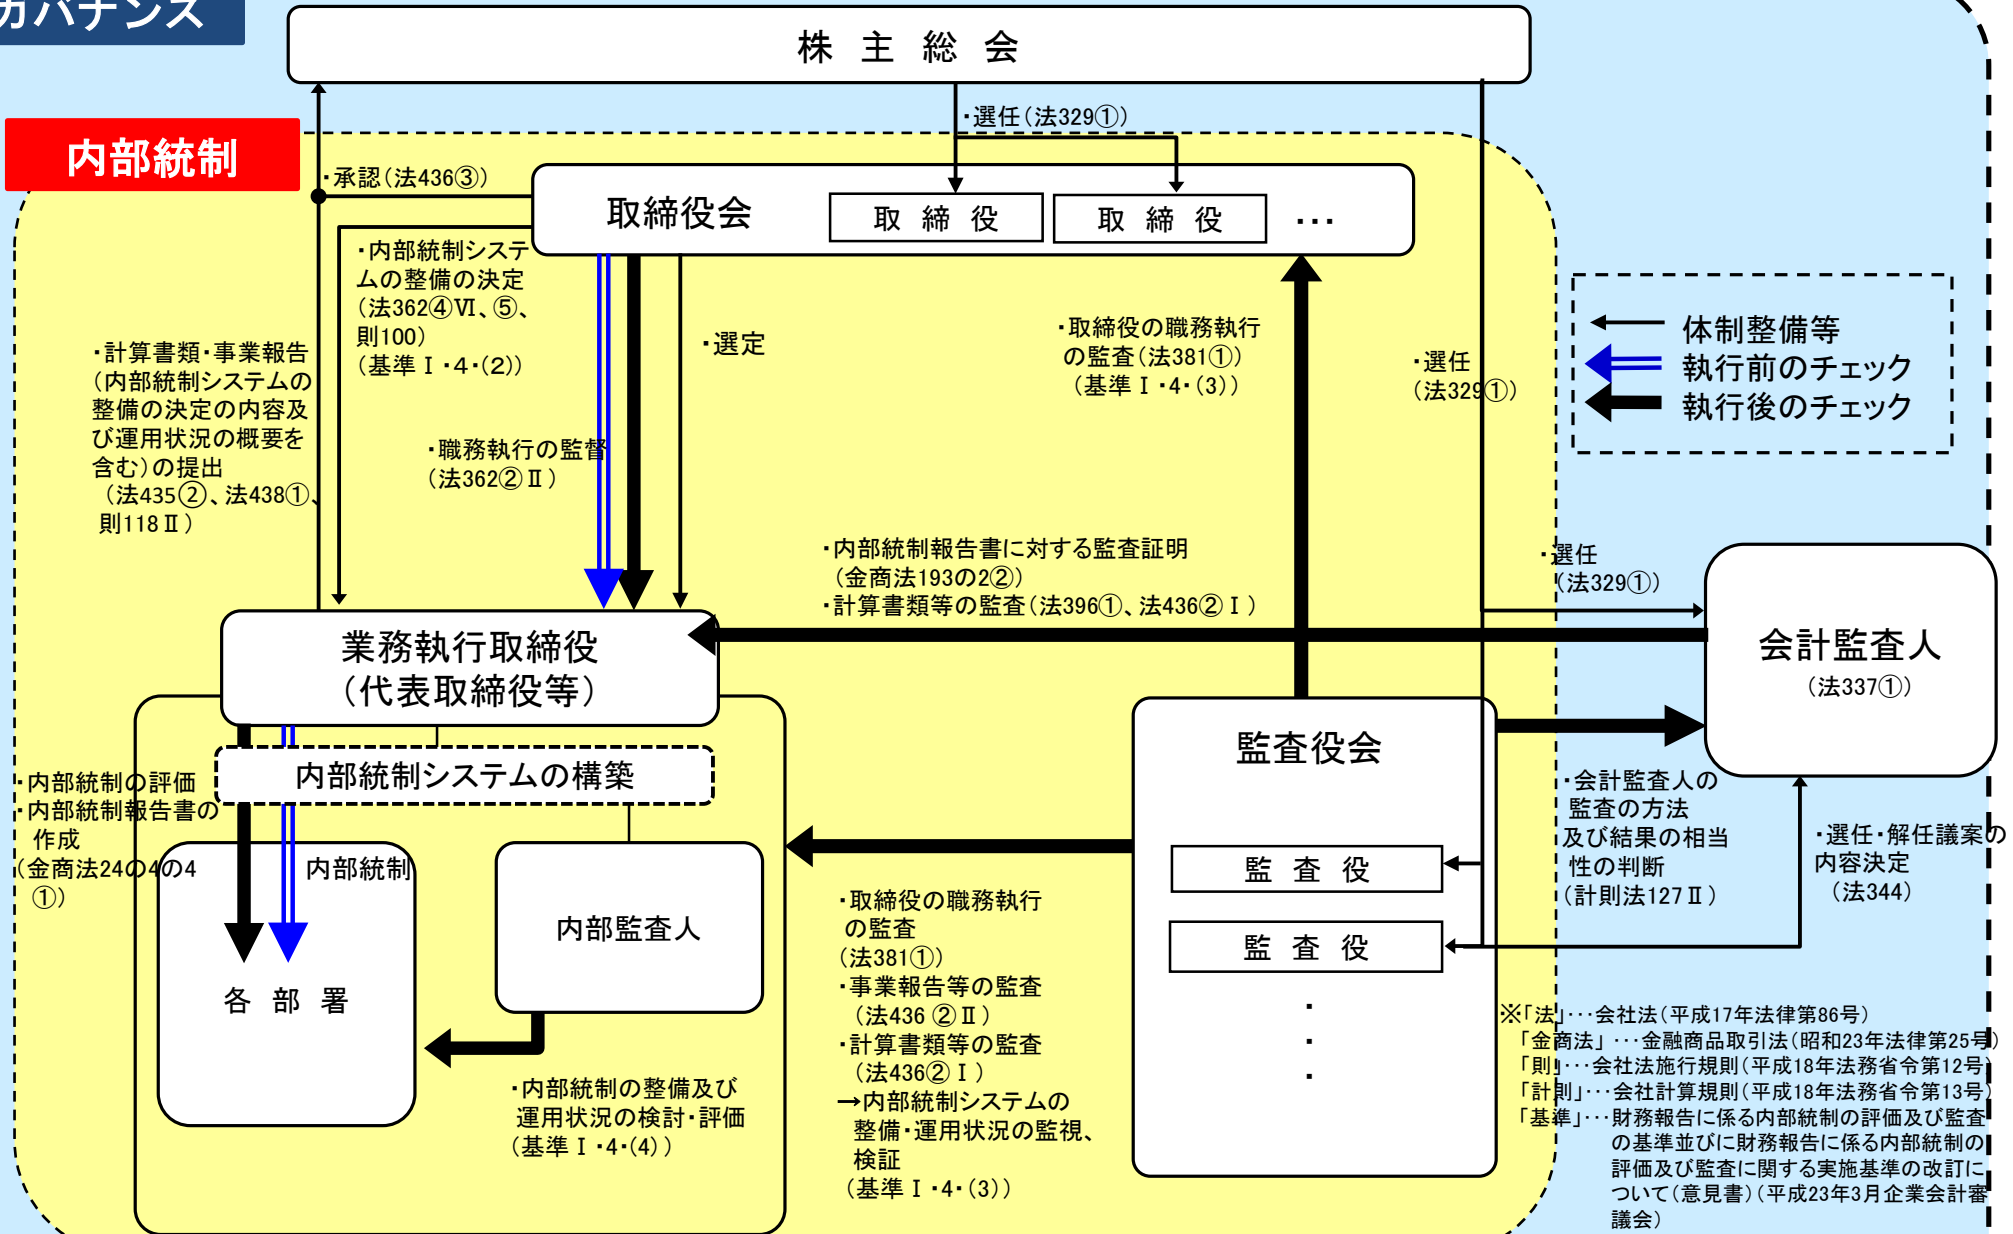 ガバナンス
株 主 総 会
・選任(法329①)
内部統制
・承認(法436③)
取締役会
取 締 役
取 締 役
・・・
・内部統制システ
ムの整備の決定
(法362④Ⅵ、⑤、
則100)
(基準Ⅰ・4・(2))
・選定
・取締役の職務執行
の監査(法381①)
(基準Ⅰ・4・(3))
・選任
(法329①)
体制整備等
執行前のチェック
執行後のチェック
・計算書類・事業報告
(内部統制システムの
整備の決定の内容及
び運用状況の概要を
含む)の提出
(法435②、法438①、
則118Ⅱ)
・職務執行の監督
(法362②Ⅱ)
・内部統制報告書に対する監査証明
(金商法193の2②)
・計算書類等の監査(法396①、法436②Ⅰ)
・選任
(法329①)
業務執行取締役
(代表取締役等)
会計監査人
(法337①)
内部統制システムの構築
監査役会
・内部統制の評価
・内部統制報告書の
作成
(金商法24の4の4
①)
内部統制
各 部 署
内部監査人
監 査 役
監 査 役
・
・
・
・会計監査人の
監査の方法
及び結果の相当
性の判断
(計則法127Ⅱ)
・選任・解任議案の
内容決定
(法344)
・取締役の職務執行
の監査
(法381①)
・事業報告等の監査
(法436 ②Ⅱ)
・計算書類等の監査
(法436②Ⅰ)
→内部統制システムの
整備・運用状況の監視、
検証
(基準Ⅰ・4・(3))
・内部統制の整備及び
運用状況の検討・評価
(基準Ⅰ・4・(4))
※「法」・・・会社法(平成17年法律第86号)
「金商法」・・・金融商品取引法(昭和23年法律第25号)
「則」・・・会社法施行規則(平成18年法務省令第12号)
「計則」・・・会社計算規則(平成18年法務省令第13号)
「基準」・・・財務報告に係る内部統制の評価及び監査
の基準並びに財務報告に係る内部統制の
評価及び監査に関する実施基準の改訂に
ついて(意見書)(平成23年3月企業会計審
議会)